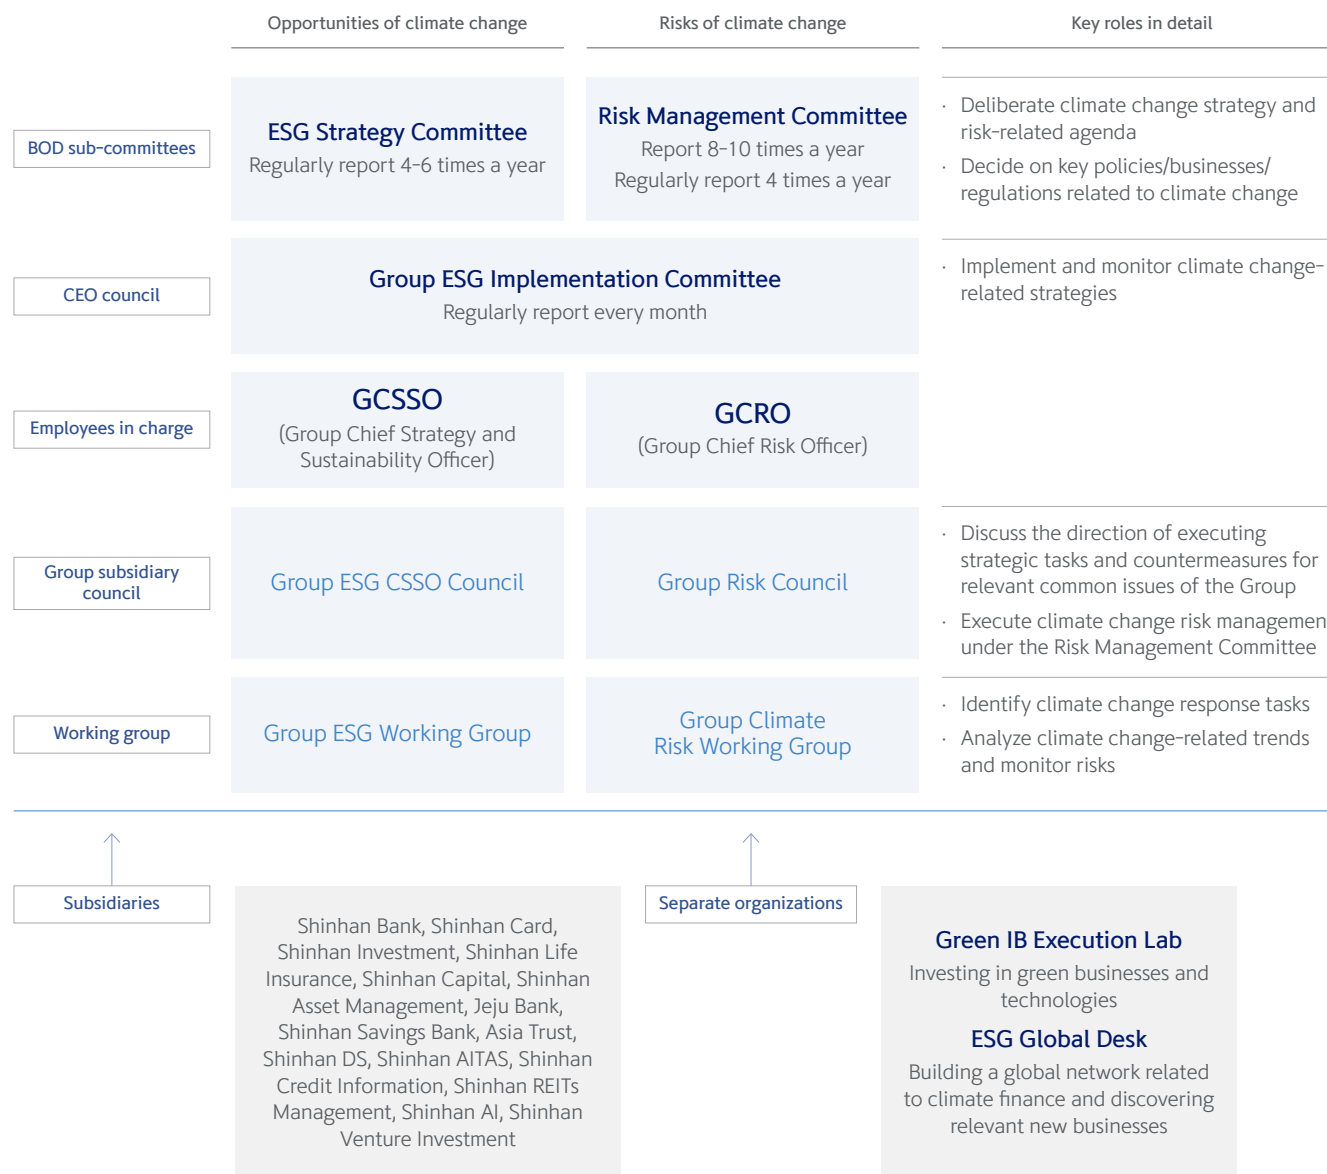 Opportunities of climate change
Risks of climate change
Key roles in detail
BOD sub-committees
ESG Strategy Committee
Regularly report 4-6 times a year
Risk Management Committee
Report 8-10 times a year
Regularly report 4 times a year
· Deliberate climate change strategy and
risk-related agenda
· Decide on key policies/businesses/
regulations related to climate change
CEO council
Group ESG Implementation Committee
Regularly report every month
· Implement and monitor climate change-
related strategies
Employees in charge
GCSSO
(Group Chief Strategy and
Sustainability Officer)
GCRO
(Group Chief Risk Officer)
Group subsidiary
council
Group ESG CSSO Council
Group Risk Council
· Discuss the direction of executing
strategic tasks and countermeasures for
relevant common issues of the Group
· Execute climate change risk managemen
under the Risk Management Committee
Working group
Group ESG Working Group
Group Climate
Risk Working Group
· Identify climate change response tasks
· Analyze climate change-related trends
and monitor risks
Subsidiaries
Shinhan Bank, Shinhan Card,
Shinhan Investment, Shinhan Life
Insurance, Shinhan Capital, Shinhan
Asset Management, Jeju Bank,
Shinhan Savings Bank, Asia Trust,
Shinhan DS, Shinhan AITAS, Shinhan
Credit Information, Shinhan REITs
Management, Shinhan AI, Shinhan
Venture Investment
Separate organizations
Green IB Execution Lab
Investing in green businesses and
technologies
ESG Global Desk
Building a global network related
to climate finance and discovering
relevant new businesses